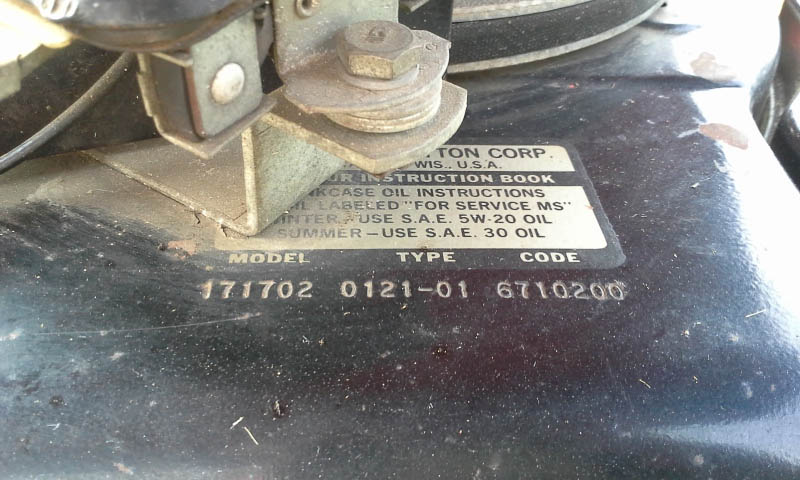 TON CORP.
WIS., U.S.A.
UR INSTRUCTION BOOK
KCASE OIL INSTRUCTIONS
IL LABELED "FOR SERVICE MS"
INTER – USE S.A.E. 5W-20 OIL
SUMMER – USE S.A.E. 30 OIL
MODEL TYPE CODE
171702 0121-01 6710200